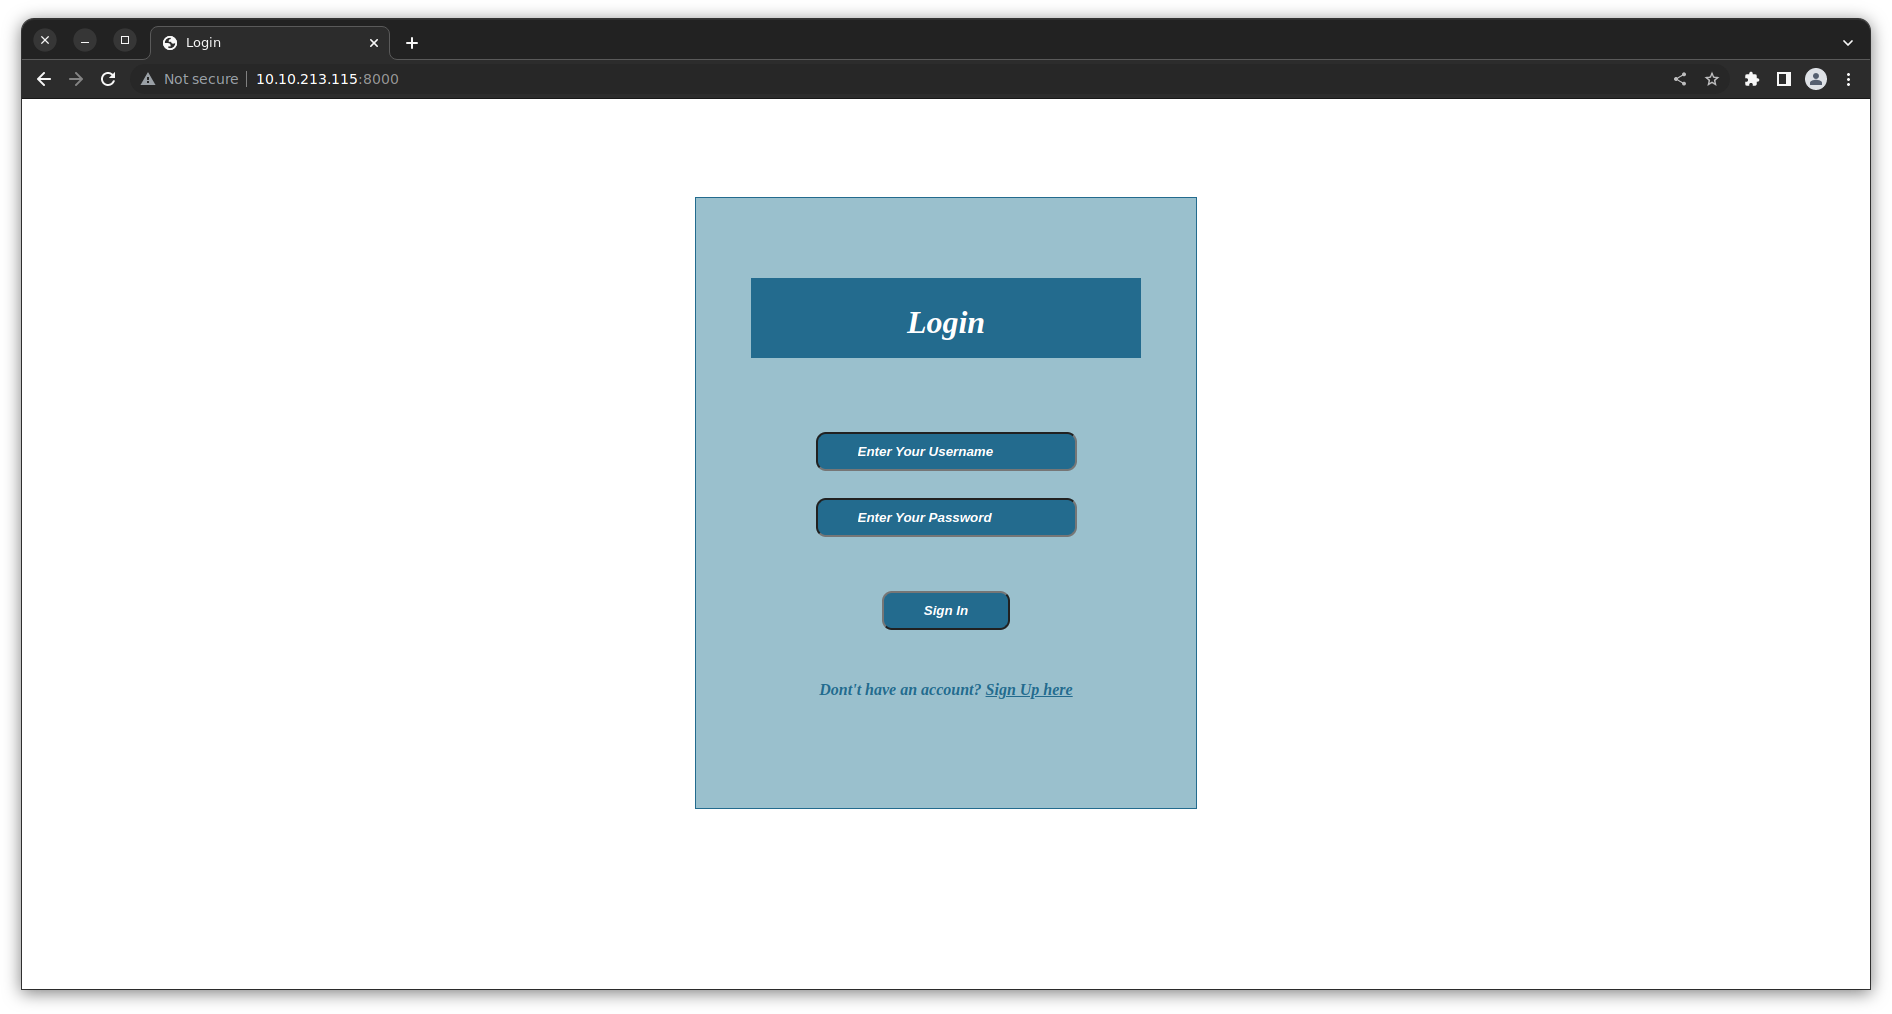 Login
Not secure 10.10.213.115:8000
Login
Enter Your Username
Enter Your Password
Sign In
Dont't have an account? Sign Up here